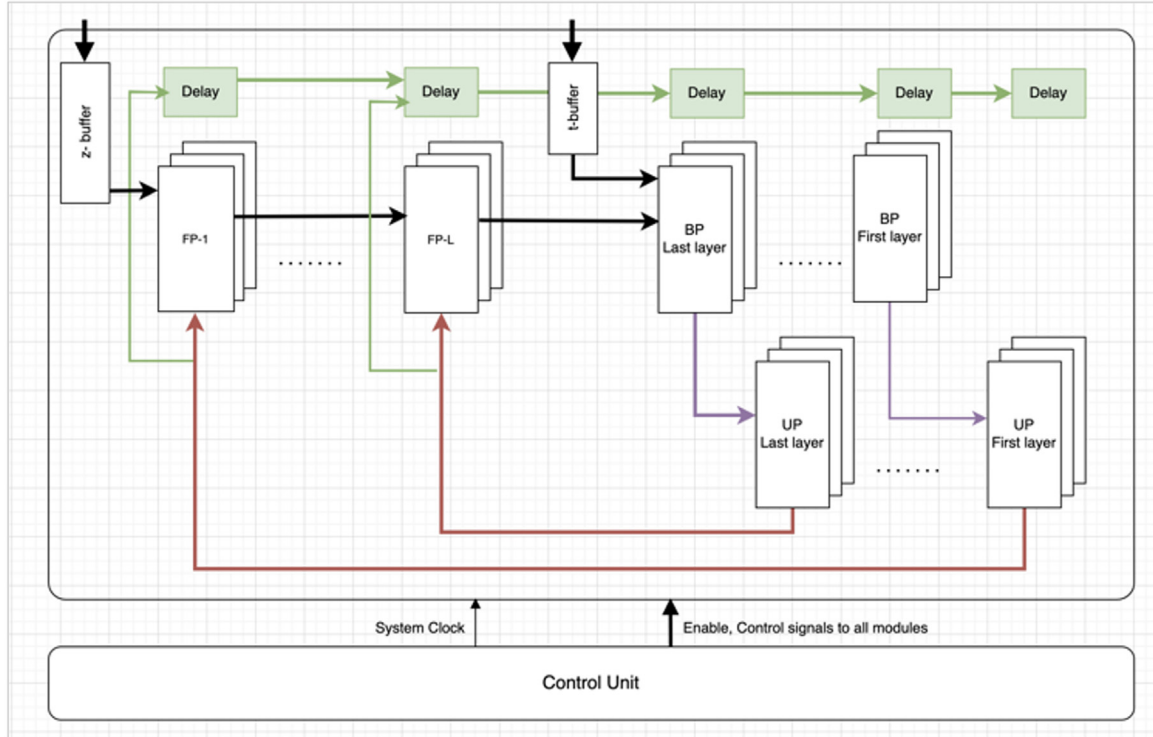 Delay
Delay
Delay
Delay
Delay
z- buffer
t-buffer
FP-1
.......
FP-L
BP
Last layer
.......
BP
First layer
UP
Last layer
.......
UP
First layer
System Clock
Enable, Control signals to all modules
Control Unit